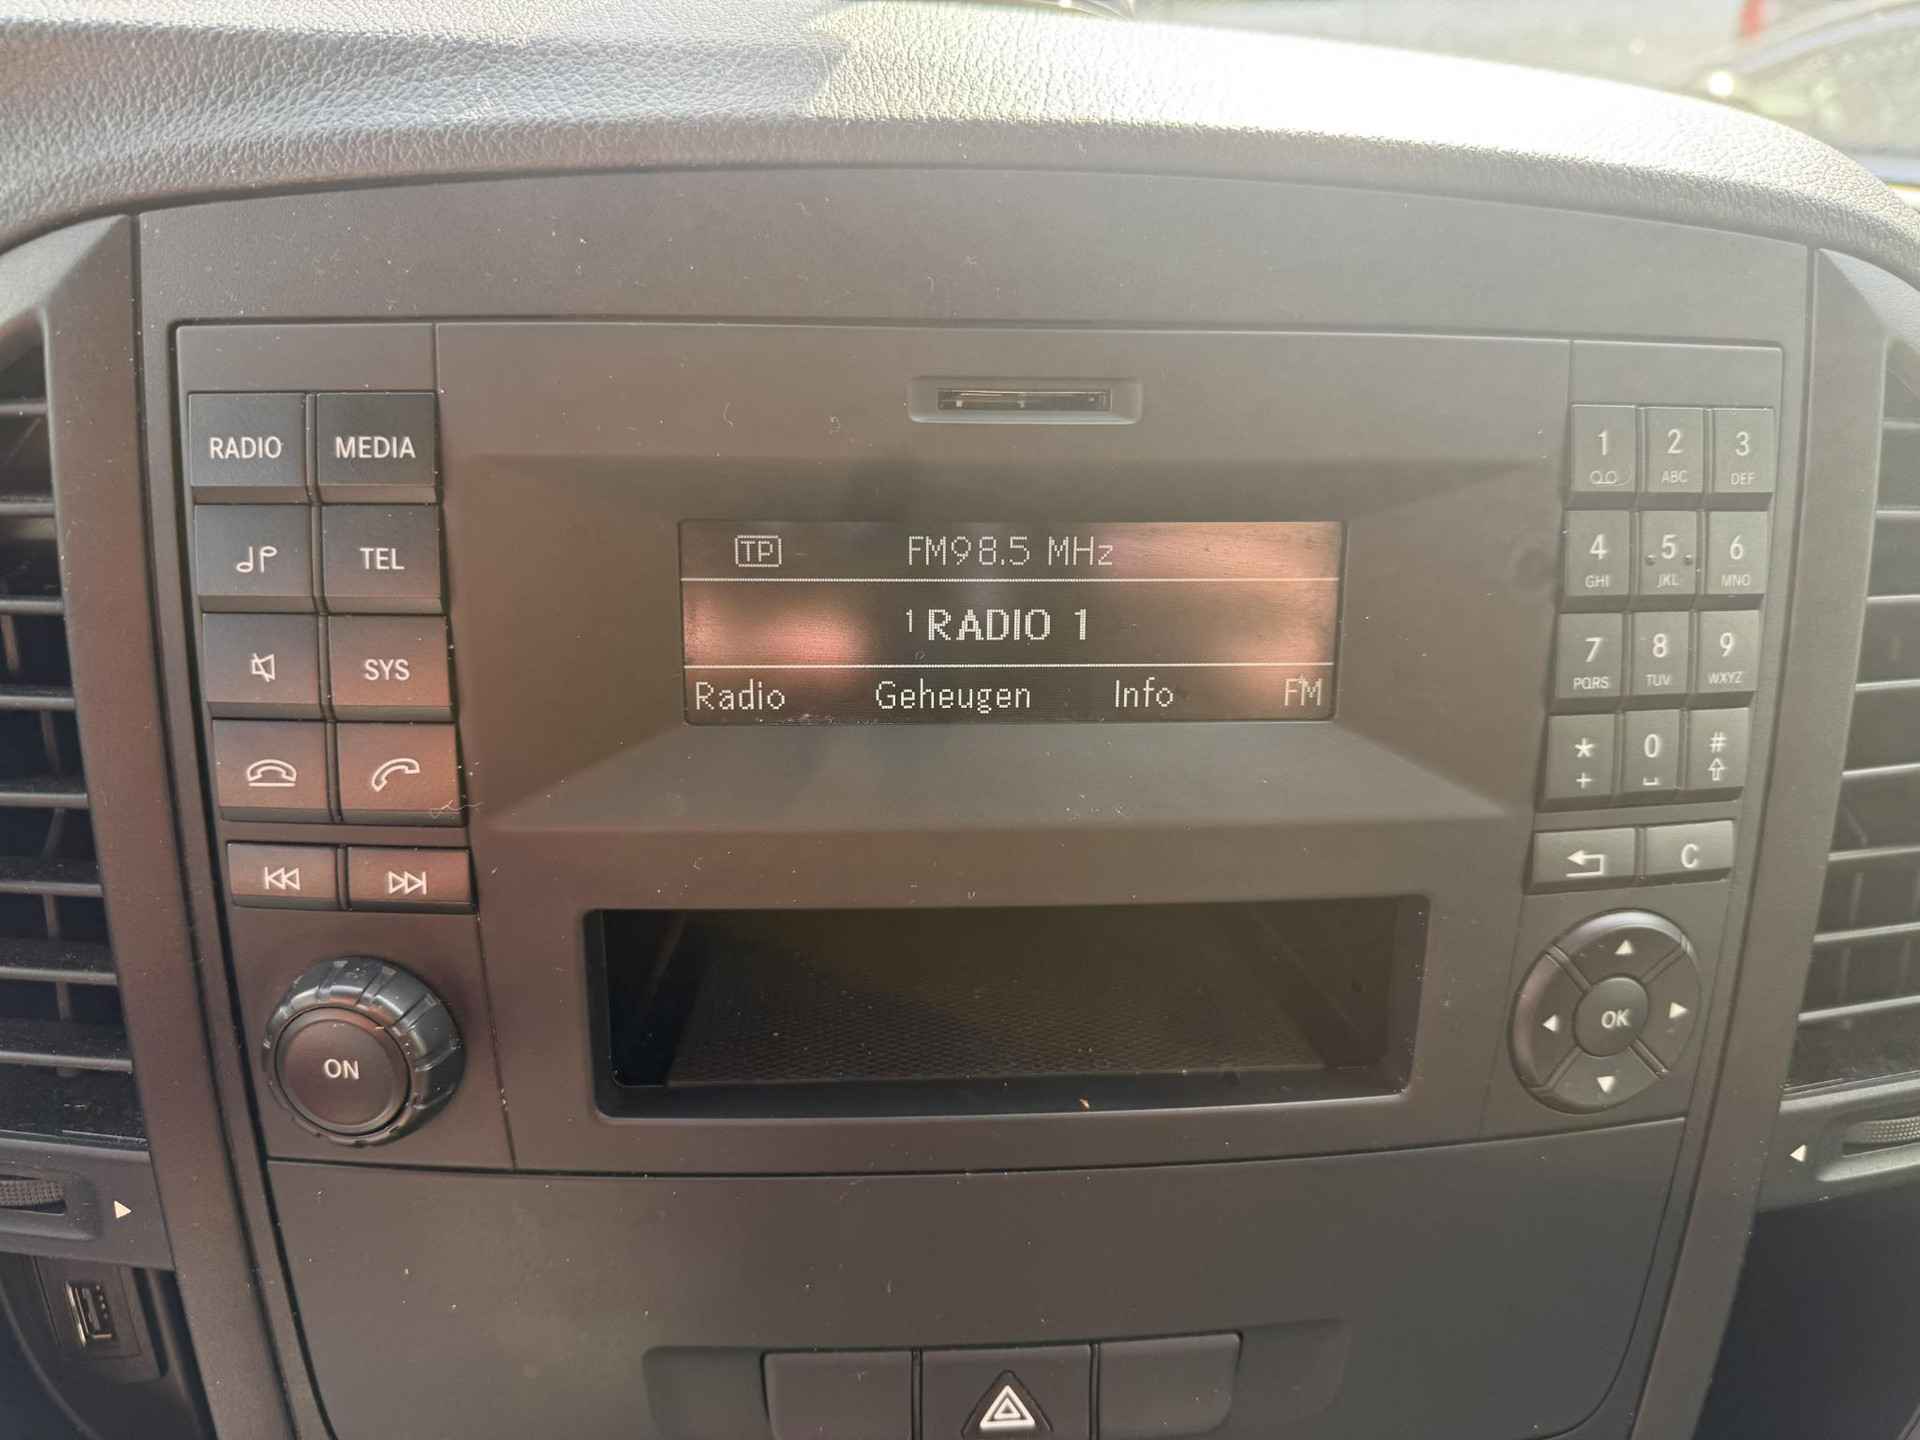 RADIO MEDIA
TEL
SYS
ON
TP FM98.5 MHz
1 RADIO 1
Radio Geheugen Info FM
1 2 3
ABC DEF
4 5 6
GHI JKL MNO
7 8 9
PQRS TUV WXYZ
* 0 #
+
C
OK